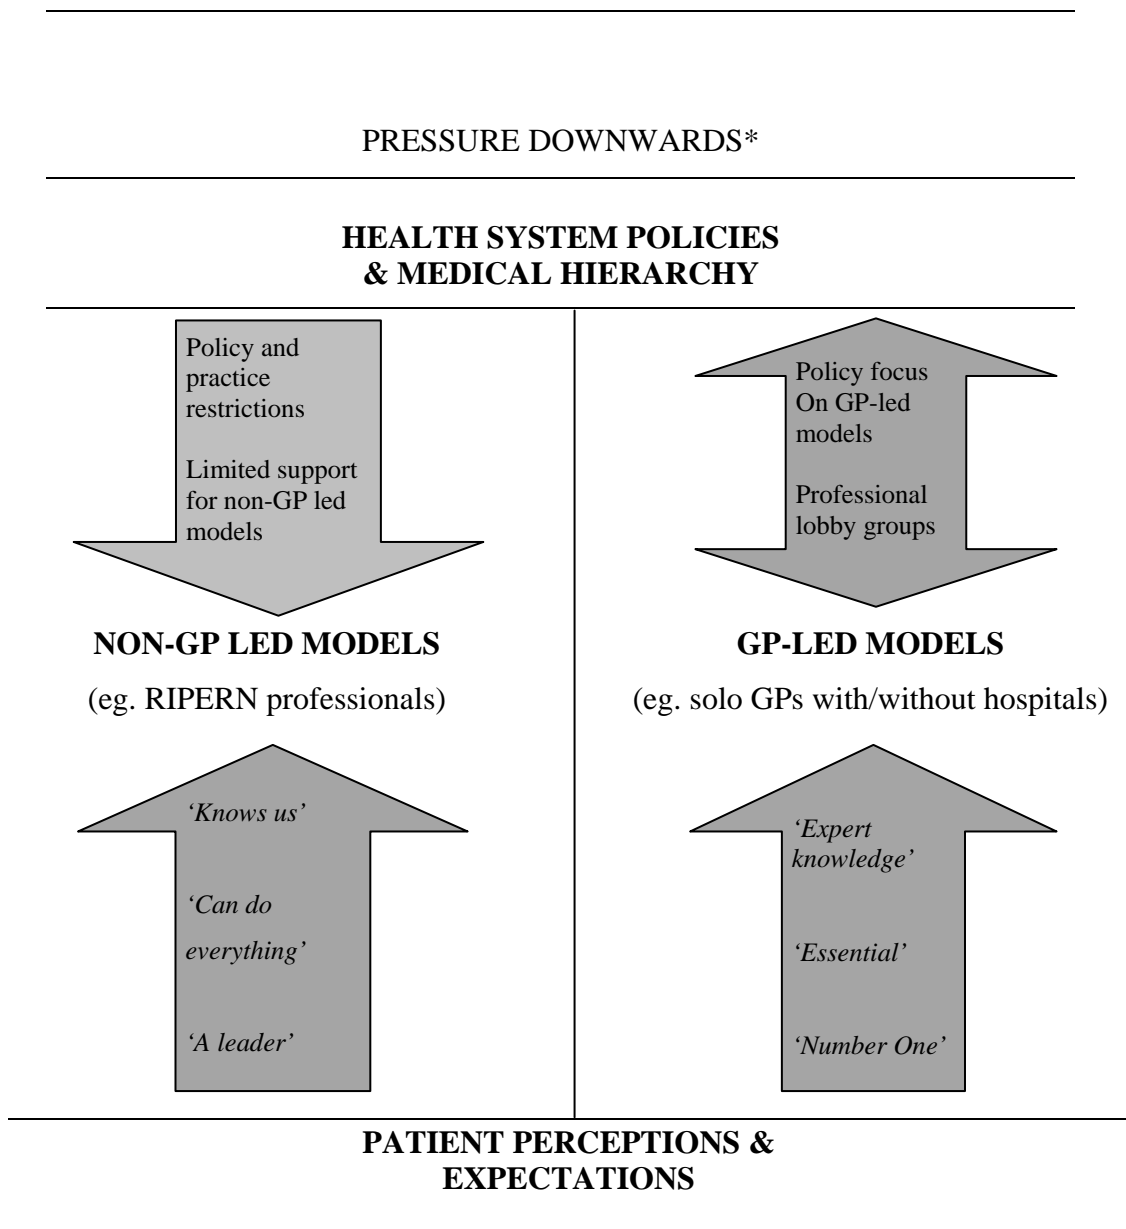 PRESSURE DOWNWARDS*
HEALTH SYSTEM POLICIES
& MEDICAL HIERARCHY
Policy and
practice
restrictions
Limited support
for non-GP led
models
Policy focus
On GP-led
models
Professional
lobby groups
NON-GP LED MODELS
(eg. RIPERN professionals)
GP-LED MODELS
(eg. solo GPs with/without hospitals)
‘Knows us’
‘Can do
everything’
‘A leader’
‘Expert
knowledge’
‘Essential’
‘Number One’
PATIENT PERCEPTIONS &
EXPECTATIONS